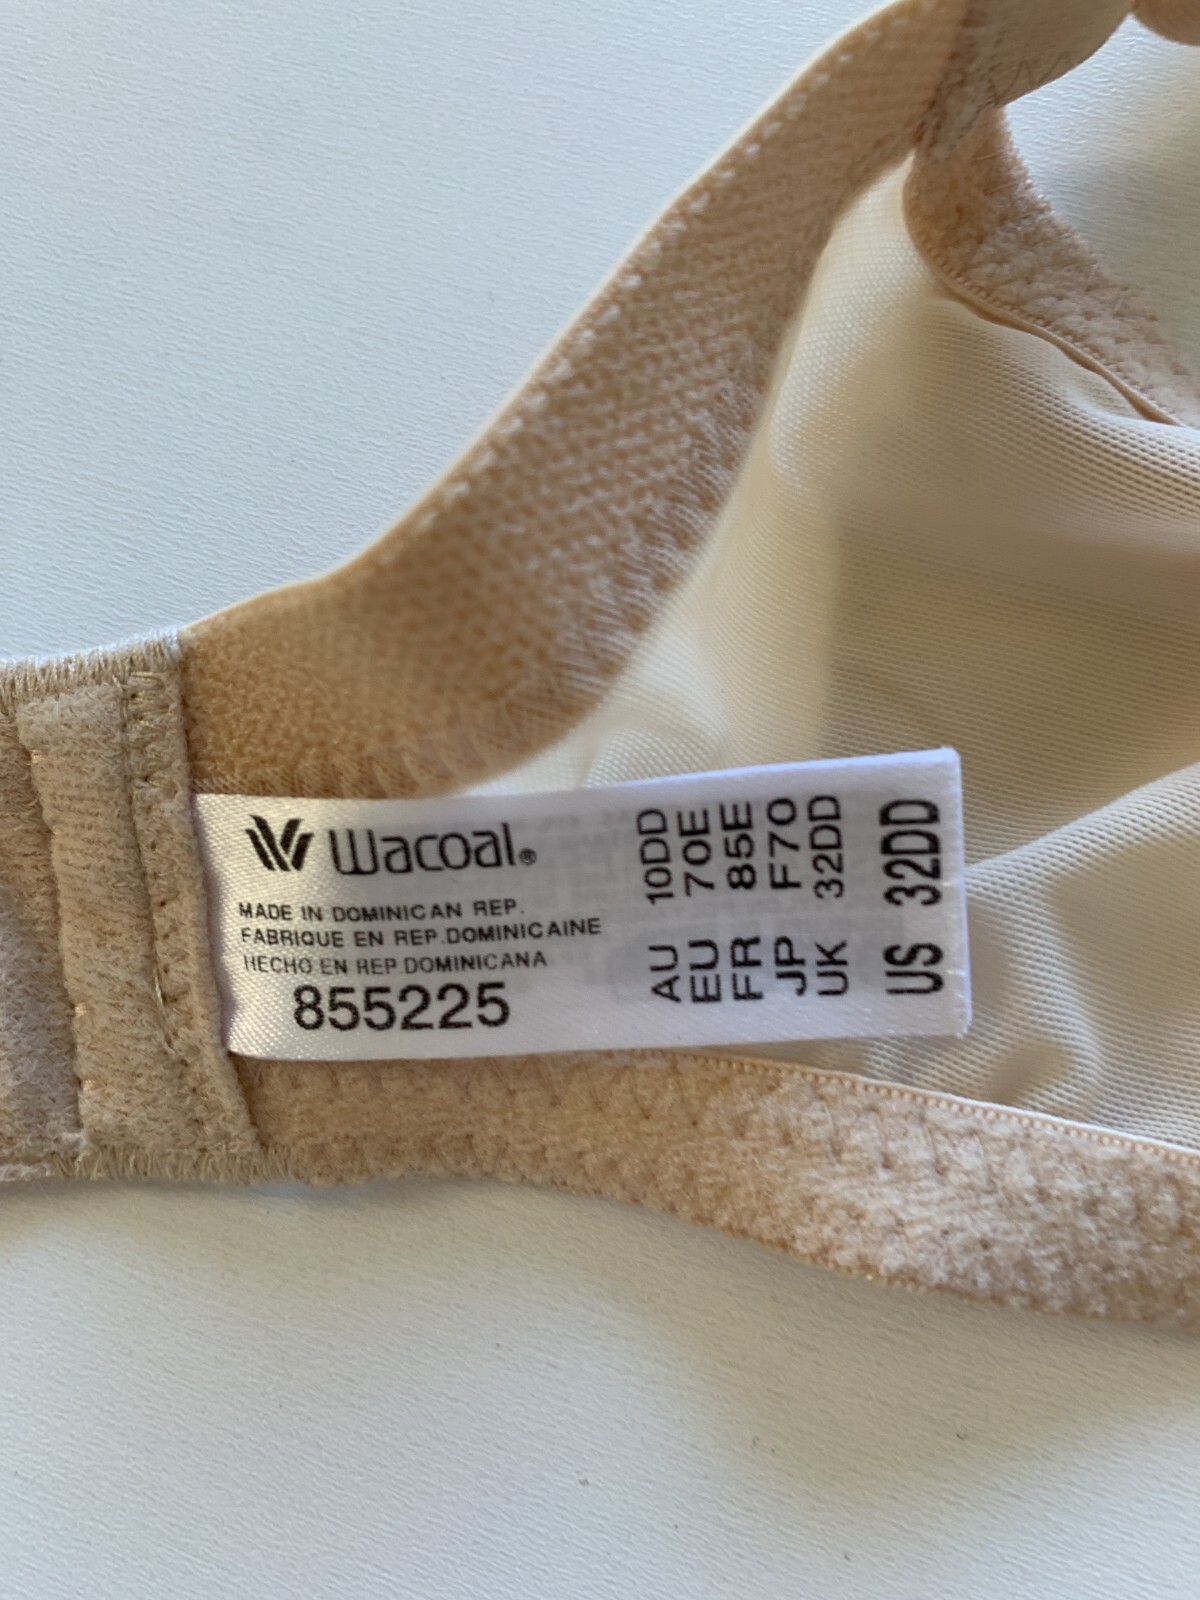 Wacoal®
MADE IN DOMINICAN REP.
FABRIQUE EN REP.DOMINICAINE
HECHO EN REP.DOMINICANA
855225
AU 10DD
EU 70E
FR 85E
JP F70
UK 32DD
US 32DD